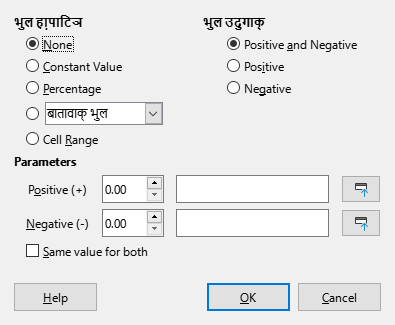 भुल हा़पाटिञ
भुल उदुगाक्
None
Positive and Negative
Constant Value
Positive
Percentage
Negative
बातावाक् भुल
Cell Range
Parameters
Positive (+) 0.00
Negative (-) 0.00
Same value for both
Help OK Cancel